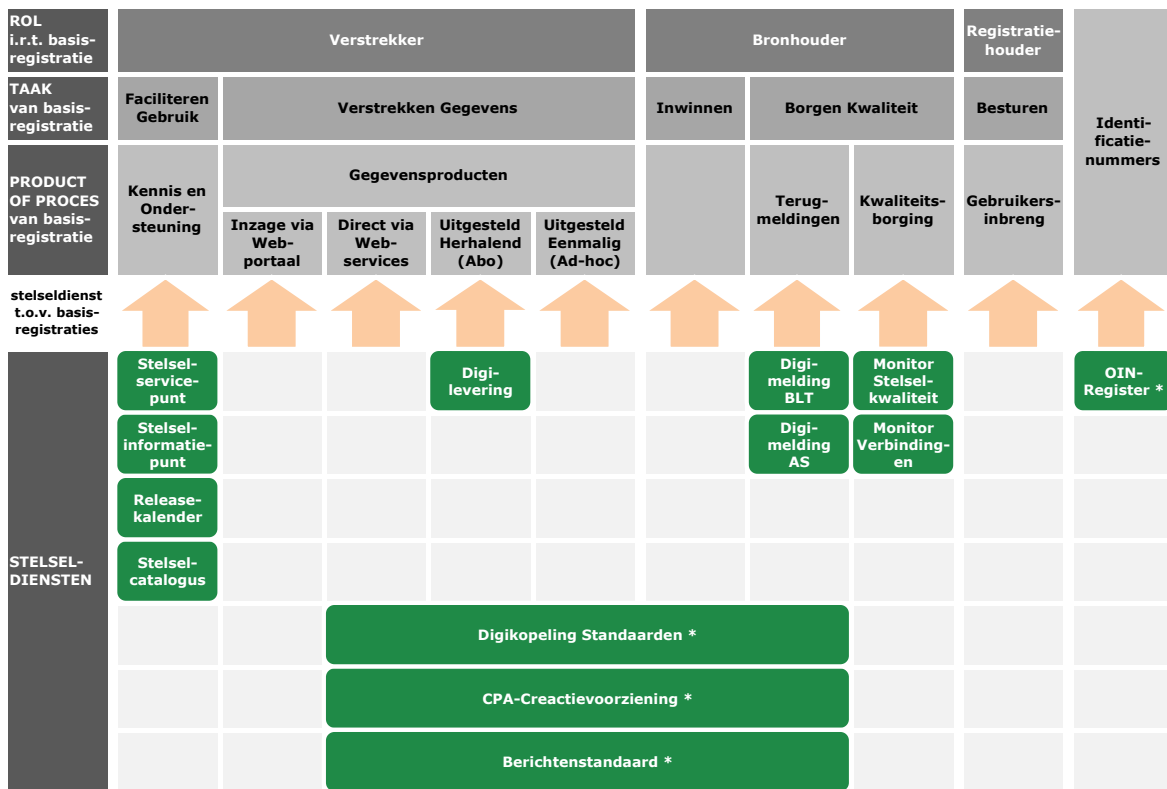 ROL
i.r.t. basis-
registratie
Verstrekker
Bronhouder
Registratie-
houder
TAAK
van basis-
registratie
Faciliteren
Gebruik
Verstrekken Gegevens
Inwinnen
Borgen Kwaliteit
Besturen
Identi-
ficatie-
nummers
PRODUCT
OF PROCES
van basis-
registratie
Kennis en
Onder-
steuning
Gegevensproducten
Inzage via
Web-
portaal
Direct via
Web-
services
Uitgesteld
Herhalend
(Abo)
Uitgesteld
Eenmalig
(Ad-hoc)
Terug-
meldingen
Kwaliteits-
borging
Gebruikers-
inbreng
stelseldienst
t.o.v. basis-
registraties
STELSEL-
DIENSTEN
Stelsel-
service-
punt
Digi-
levering
Digi-
melding
BLT
Monitor
Stelsel-
kwaliteit
OIN-
Register *
Stelsel-
informatie-
punt
Digi-
melding
AS
Monitor
Verbinding-
en
Release-
kalender
Stelsel-
catalogus
Digikopeling Standaarden *
CPA-Creactievoorziening *
Berichtenstandaard *